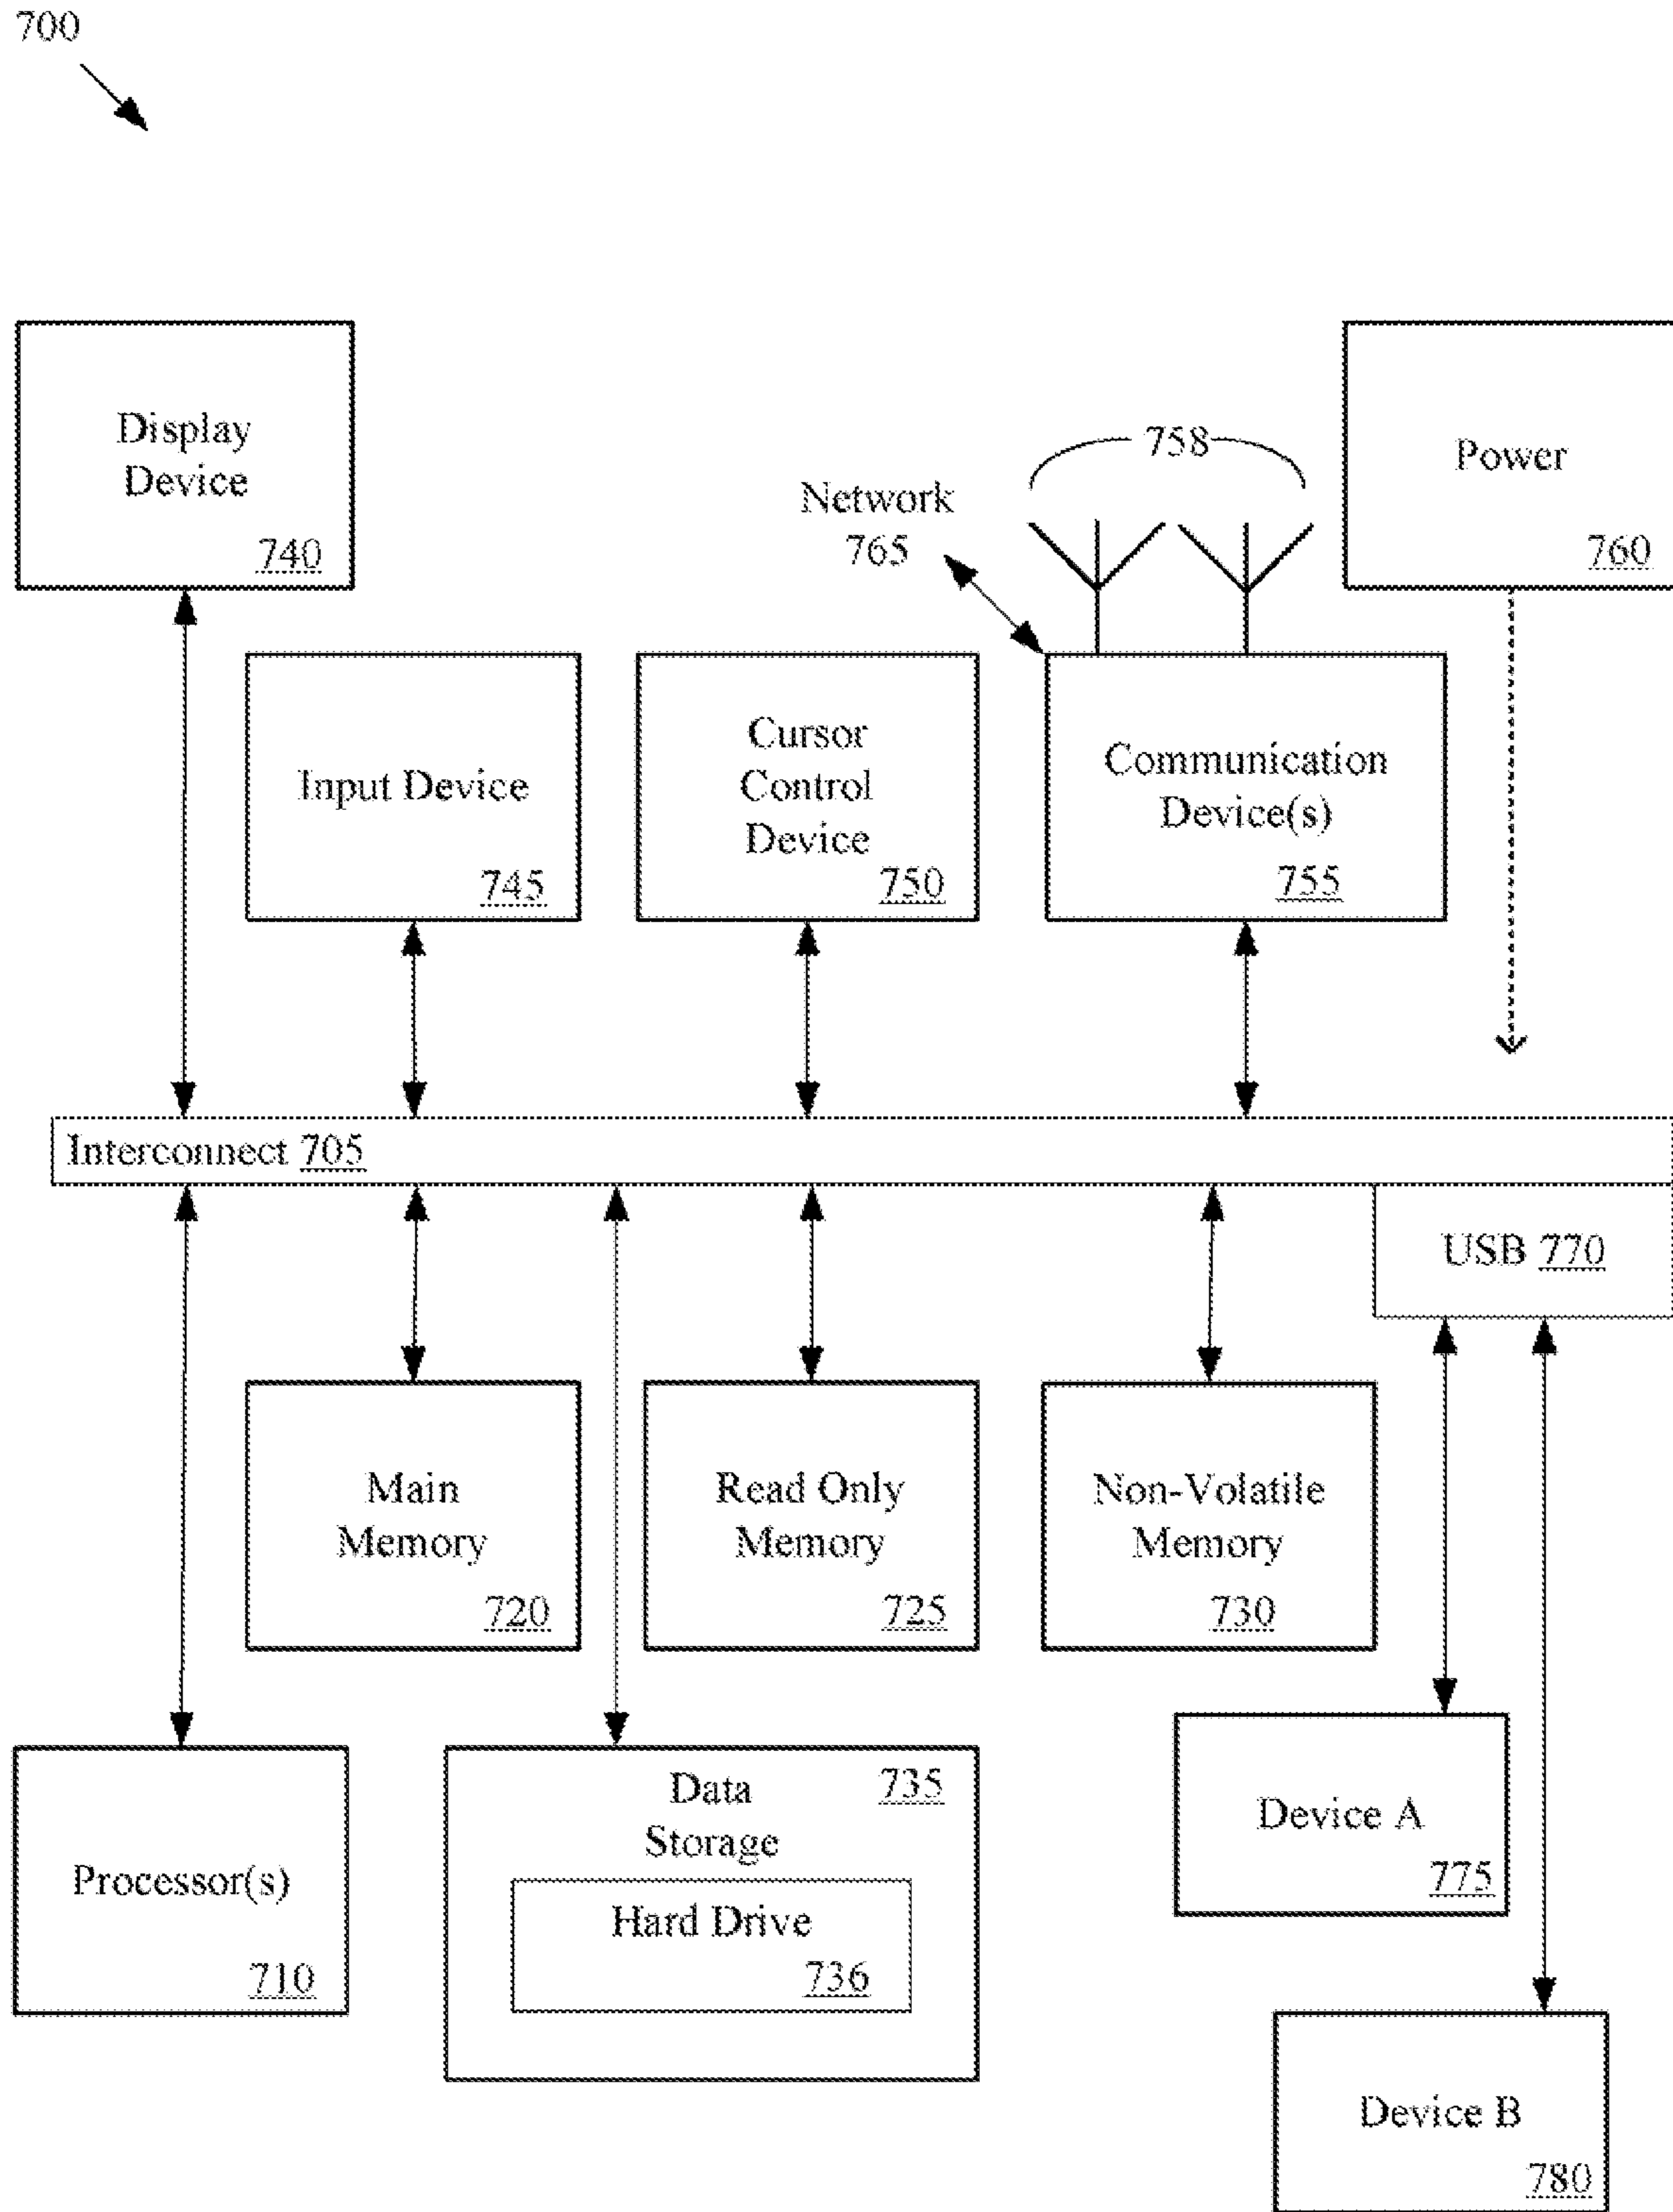 700
Display
Device
740
Network
765
758
Power
760
Input Device
745
Cursor
Control
Device
750
Communication
Device(s)
755
Interconnect 705
USB 770
Main
Memory
720
Read Only
Memory
725
Non-Volatile
Memory
730
Processor(s)
710
Data
Storage
735
Hard Drive
736
Device A
775
Device B
780